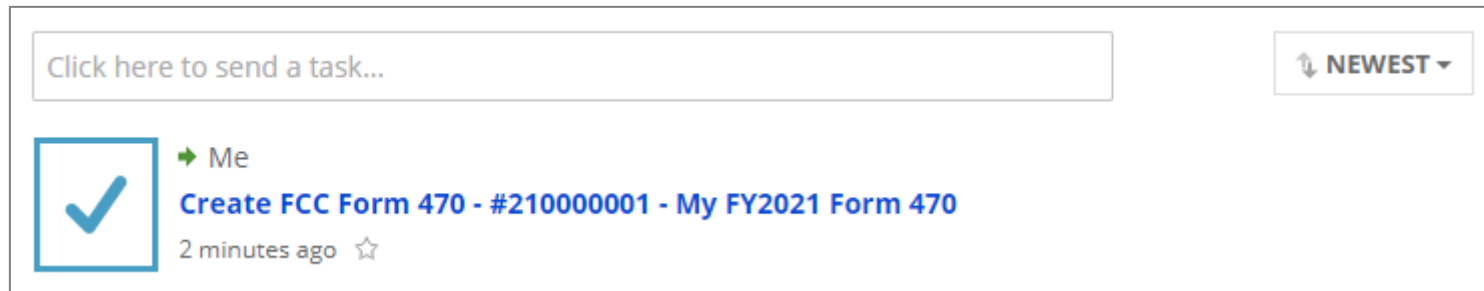 Click here to send a task...
NEWEST
Me
Create FCC Form 470 - #210000001 - My FY2021 Form 470
2 minutes ago